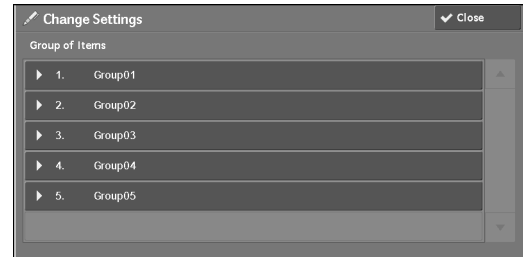 Change Settings
Close
Group of Items
1. Group01
2. Group02
3. Group03
4. Group04
5. Group05